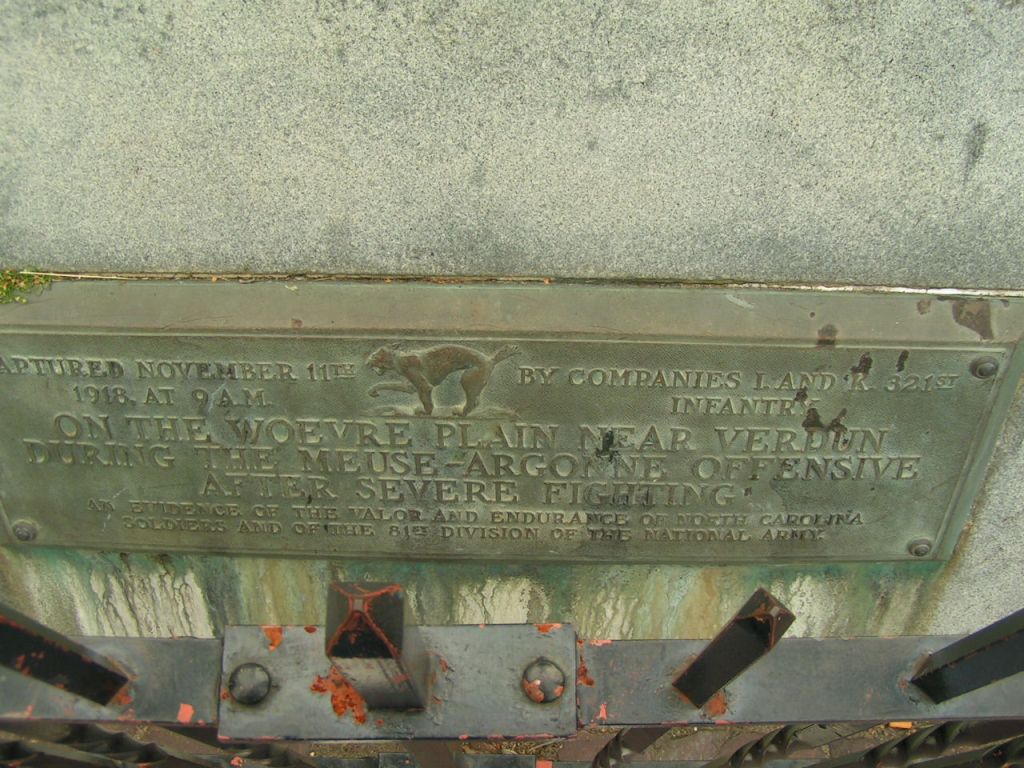 APTURED NOVEMBER 11TH
1918, AT 9 A.M.
BY COMPANIES I. AND K. 321ST
INFANTRY
ON THE WOEVRE PLAIN NEAR VERDUN
DURING THE MEUSE-ARGONNE OFFENSIVE
AFTER SEVERE FIGHTING
AN EVIDENCE OF THE VALOR AND ENDURANCE OF NORTH CAROLINA
SOLDIERS AND OF THE 81ST DIVISION OF THE NATIONAL ARMY.